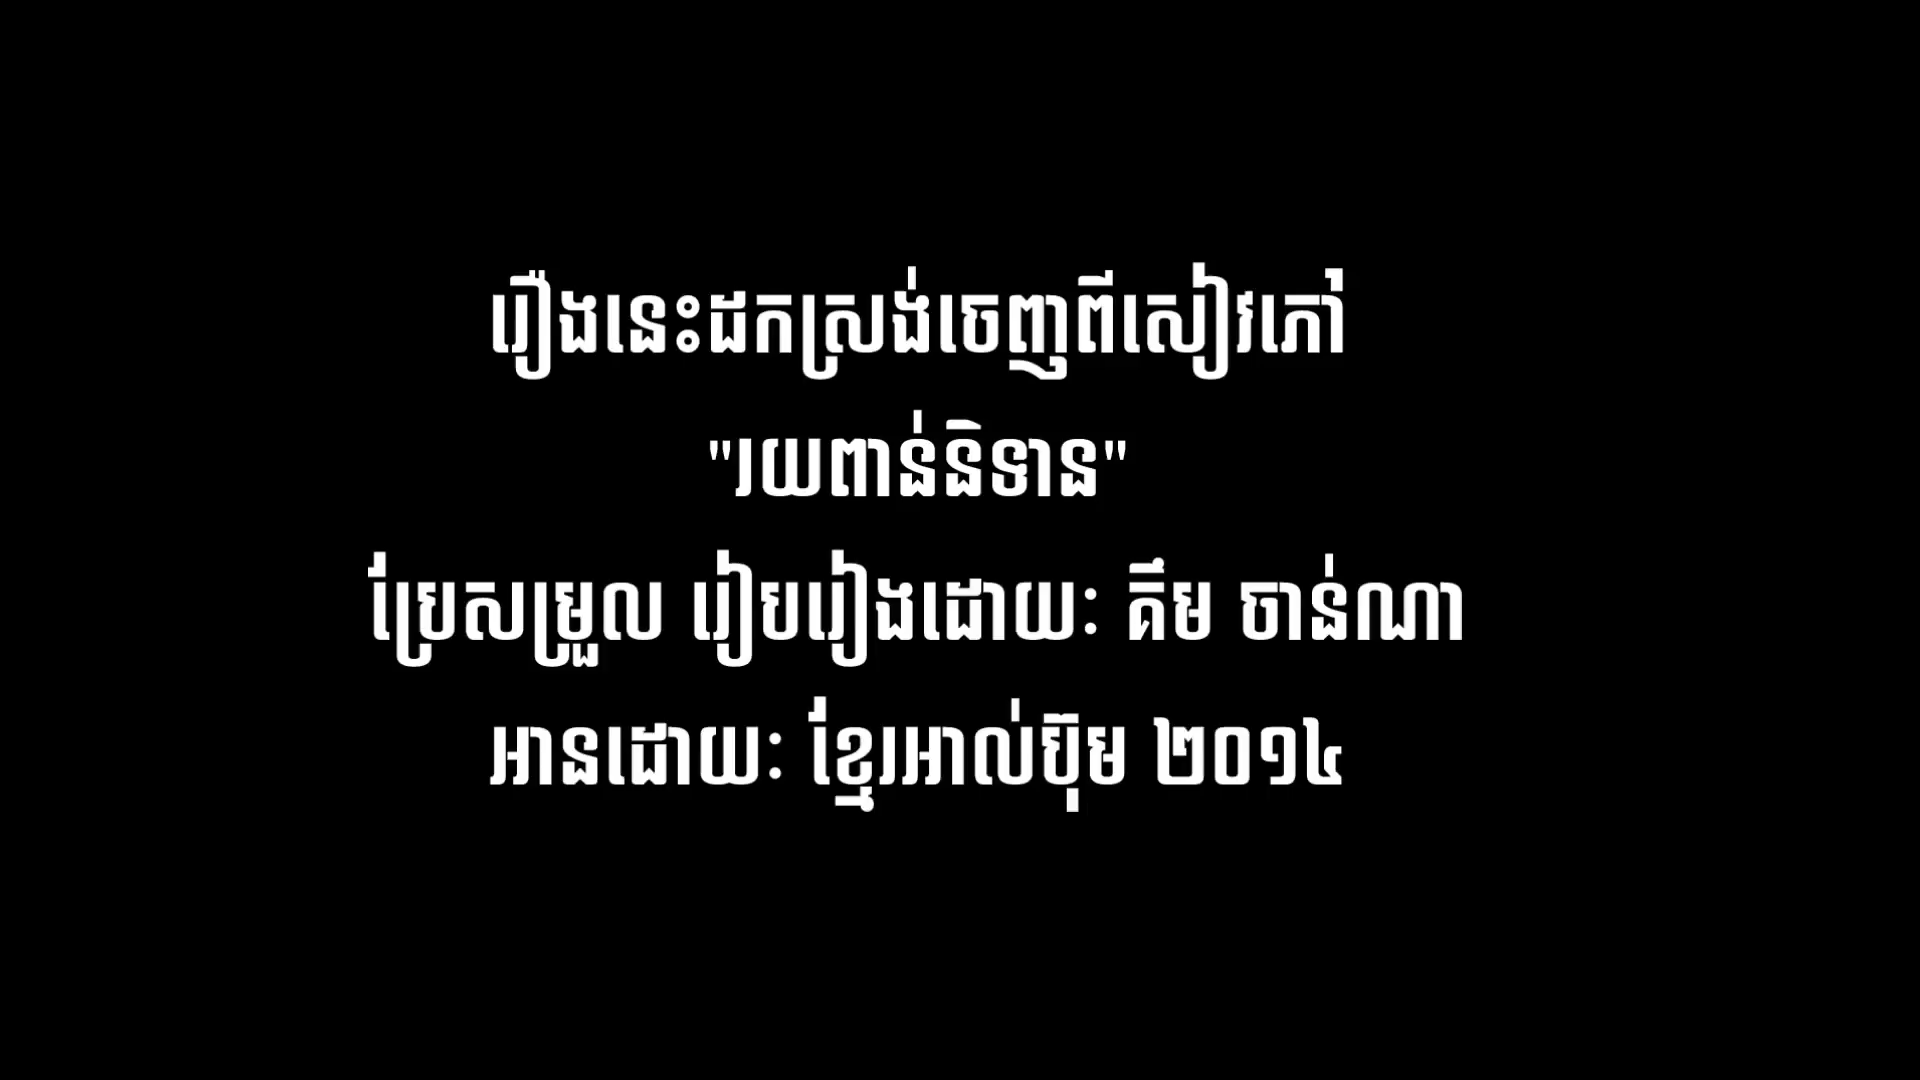 រឿងនេះដកស្រង់ចេញពីសៀវភៅ
"រយពាន់និទាន"
ប្រែសម្រួល រៀបរៀងដោយៈ គឹម ចាន់ណា
អានដោយៈ ខ្មែរអាល់ប៊ុម ២០១៤